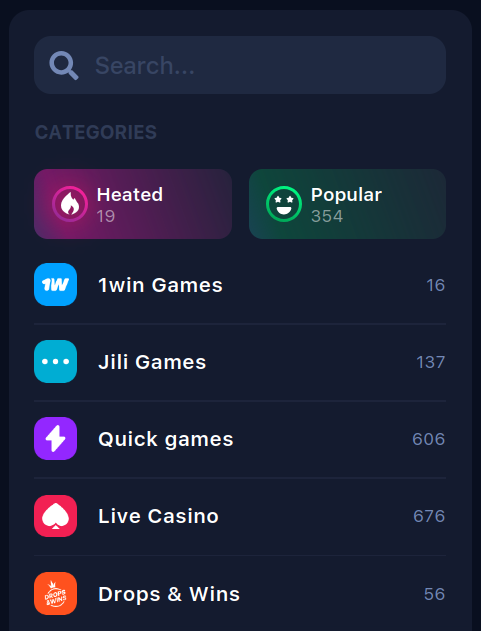 Search...
CATEGORIES
Heated
19
Popular
354
1W
1win Games
16
Jili Games
137
Quick games
606
Live Casino
676
DROPS
&WINS
Drops & Wins
56